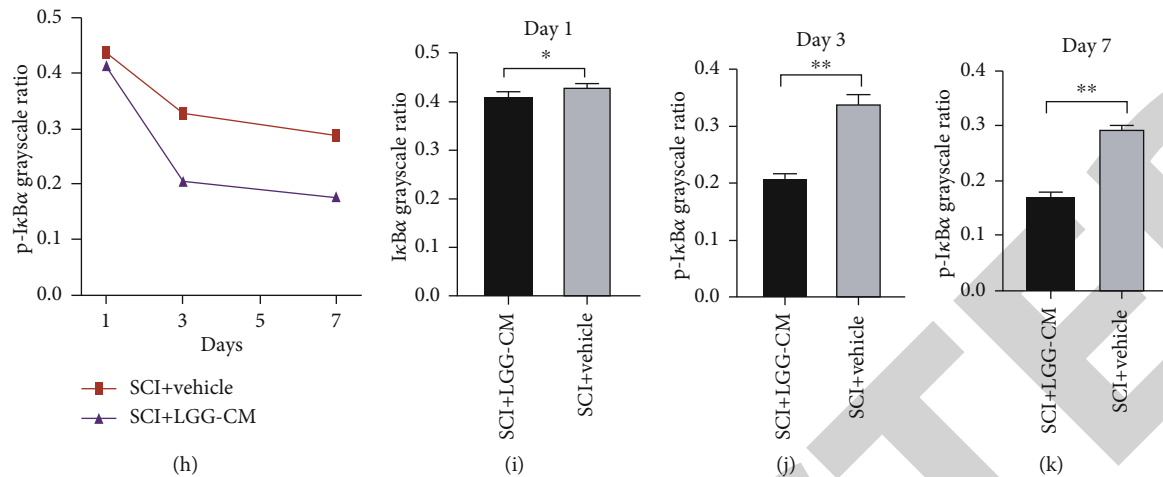 0.5
0.4
0.3
0.2
0.1
0.0
p-IκBα grayscale ratio
1
3
5
7
Days
SCI+vehicle
SCI+LGG-CM
(h)
Day 1
*
0.5
0.4
0.3
0.2
0.1
0.0
IκBα grayscale ratio
SCI+LGG-CM
SCI+vehicle
(i)
Day 3
**
0.4
0.3
0.2
0.1
0.0
p-IκBα grayscale ratio
SCI+LGG-CM
SCI+vehicle
(j)
Day 7
**
0.4
0.3
0.2
0.1
0.0
p-IκBα grayscale ratio
SCI+LGG-CM
SCI+vehicle
(k)
TE